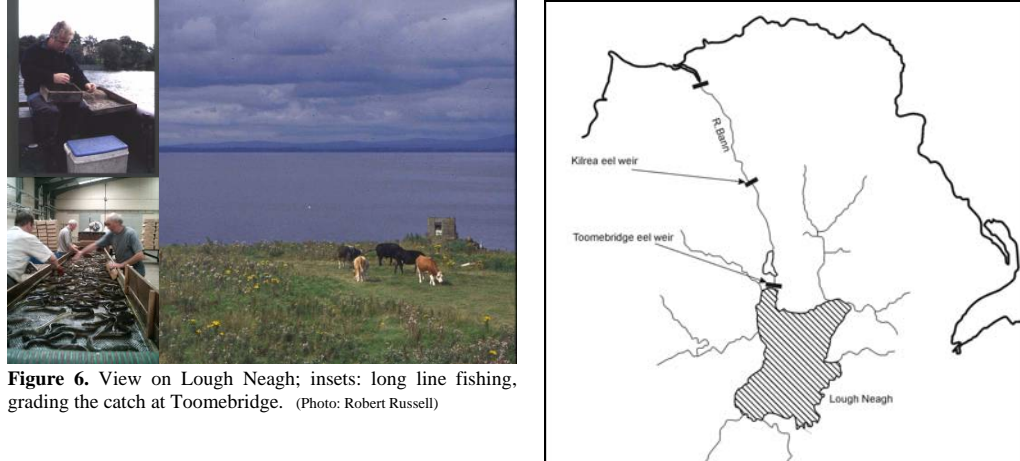 Figure 6. View on Lough Neagh; insets: long line fishing,
grading the catch at Toomebridge. (Photo: Robert Russell)
R.Bann
Kilrea eel weir
Toomebridge eel weir
Lough Neagh